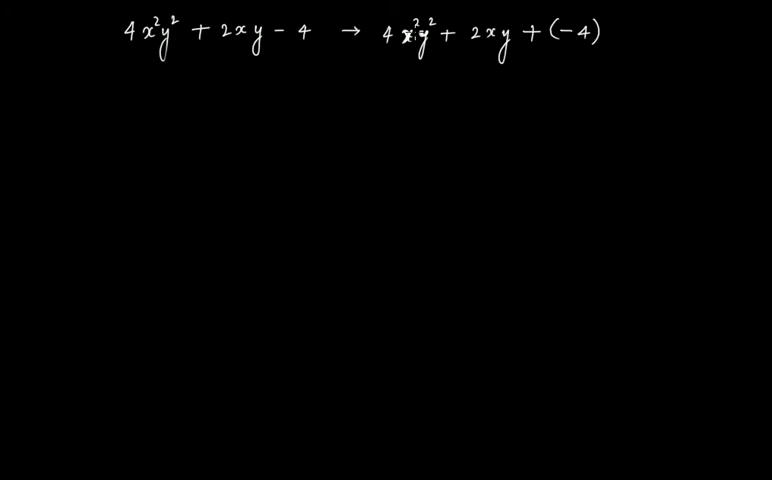 4x²y² + 2xy - 4 → 4x²y² + 2xy + (-4)